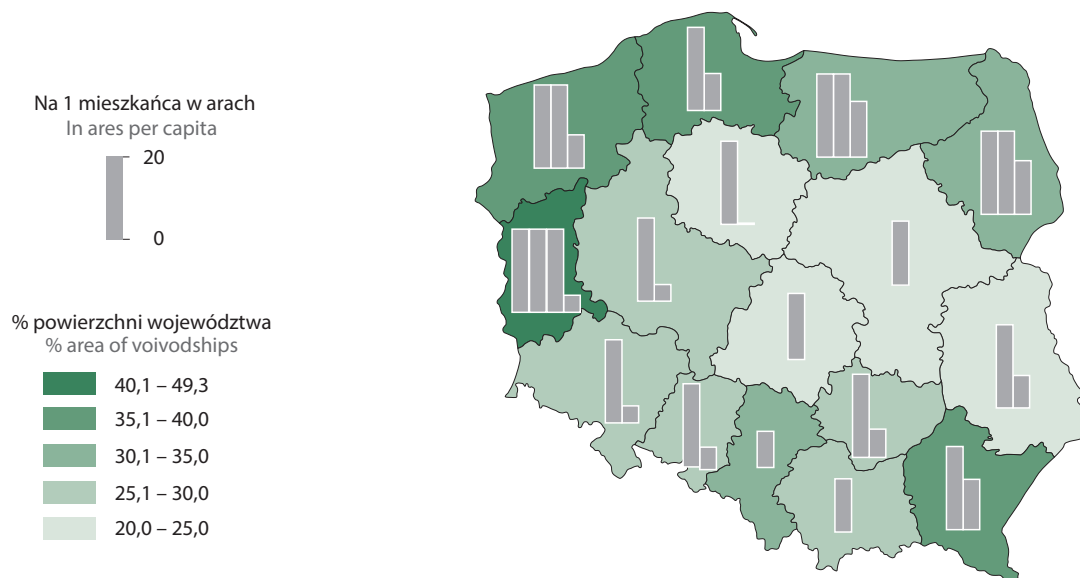 Na 1 mieszkańca w arach
In ares per capita
20
0
% powierzchni województwa
% area of voivodships
40,1 – 49,3
35,1 – 40,0
30,1 – 35,0
25,1 – 30,0
20,0 – 25,0